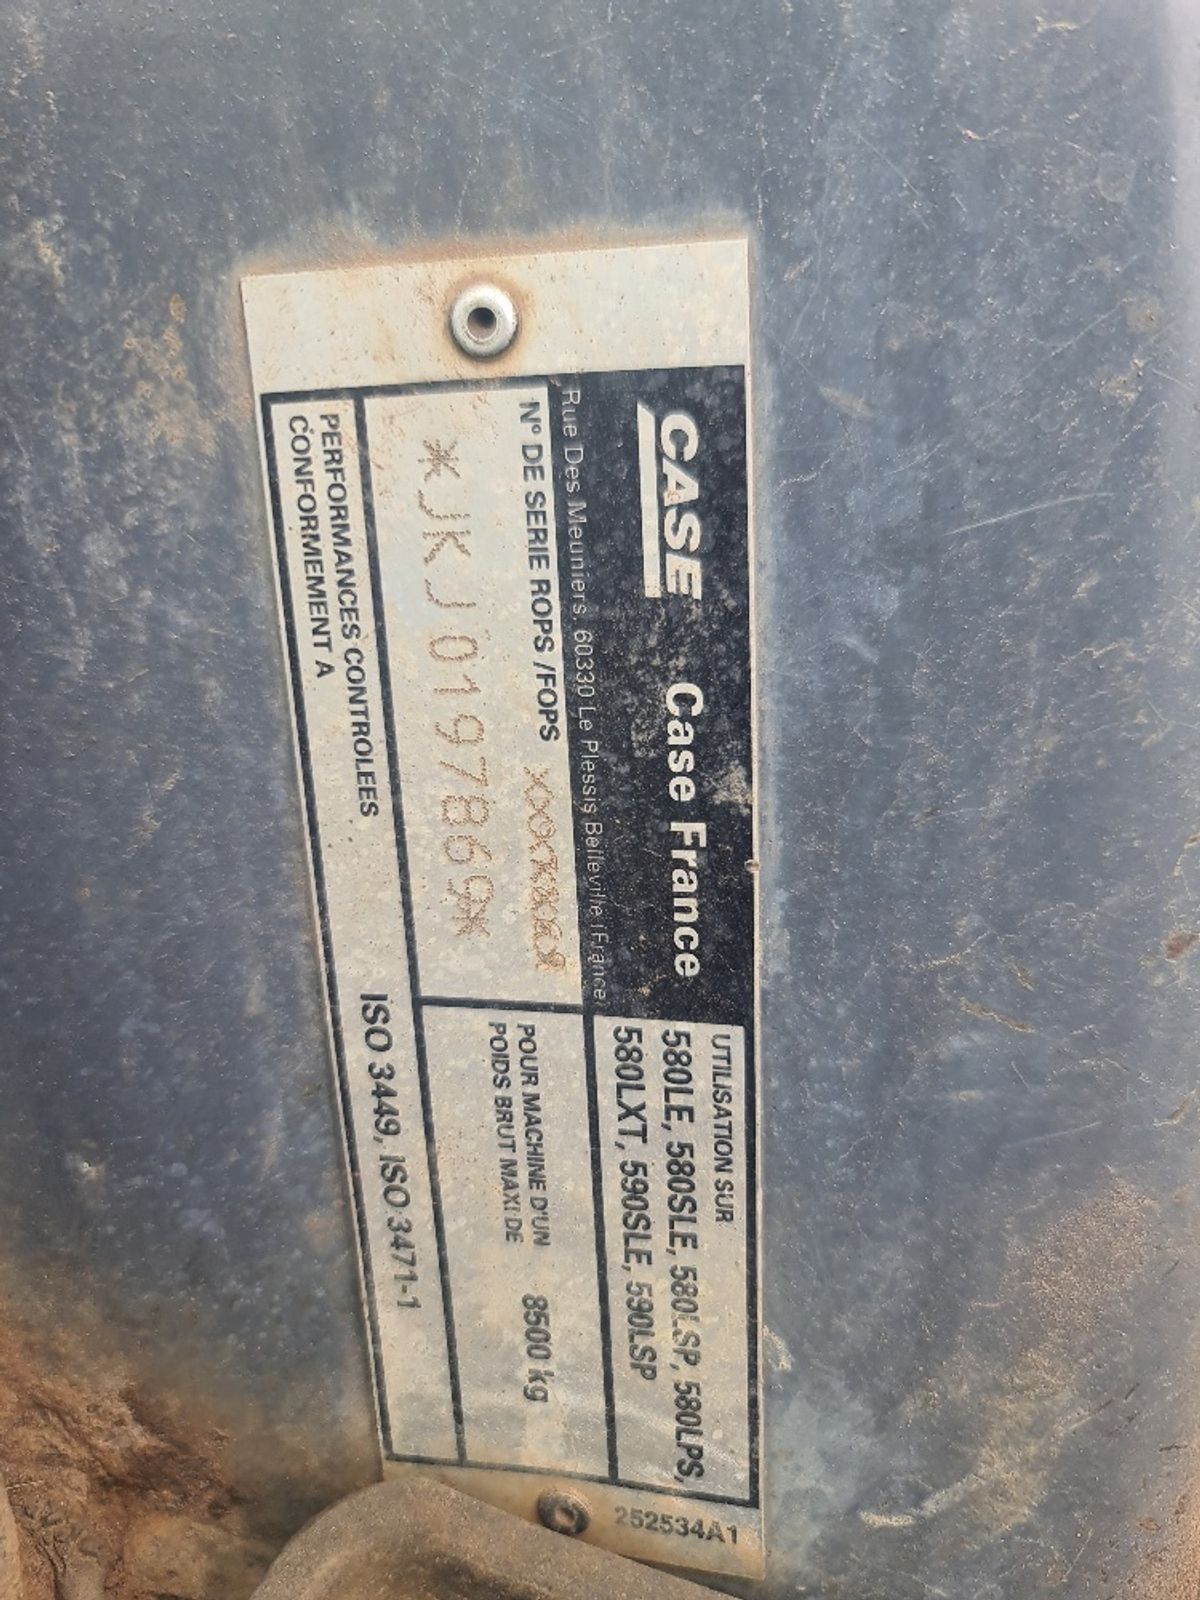 CASE Case France
Rue Des Meuniers. 60330 Le Plessis Belleville (France)
N° DE SERIE ROPS /FOPS
*JKJ0197869*
UTILISATION SUR
580LE, 580SLE, 580LSP, 580LPS,
580LXT, 590SLE, 590LSP
POUR MACHINE D'UN
POIDS BRUT MAXI DE
8500 kg
PERFORMANCES CONTROLEES
CONFORMEMENT A
ISO 3449, ISO 3471-1
252534A1